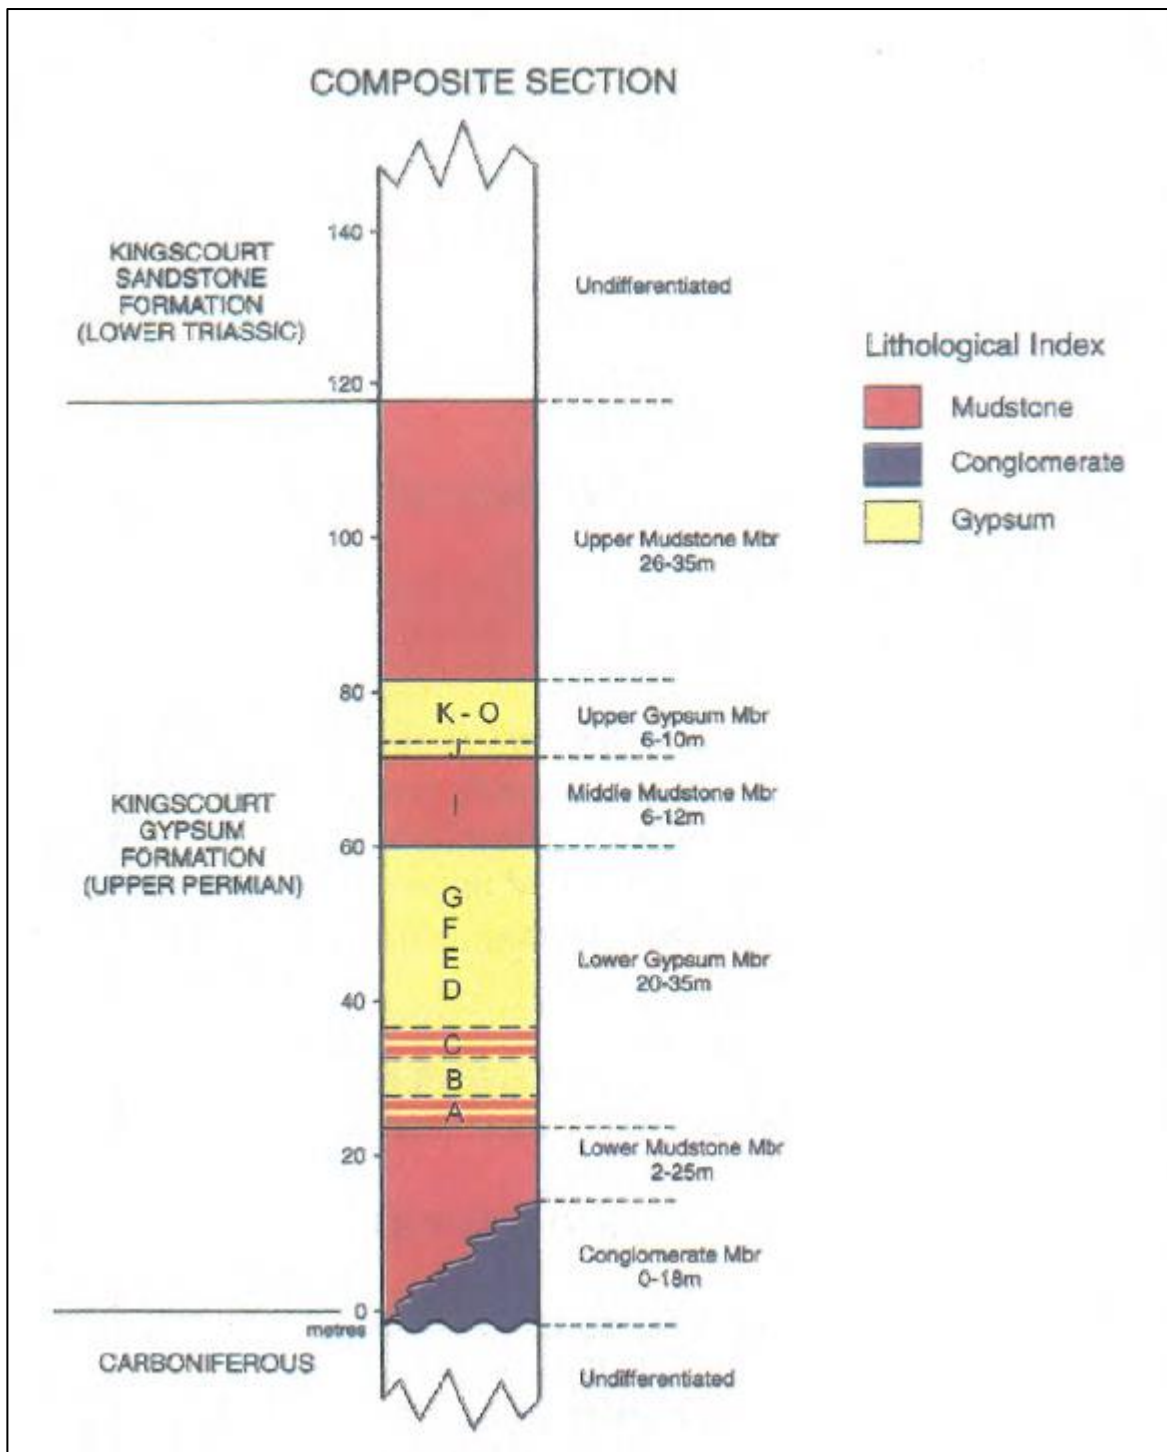 COMPOSITE SECTION
140
KINGSCOURT
SANDSTONE
FORMATION
(LOWER TRIASSIC)
Undifferentiated
120
Lithological Index
Mudstone
Conglomerate
Gypsum
100
Upper Mudstone Mbr
26-35m
80
K - O
J
Upper Gypsum Mbr
6-10m
I
Middle Mudstone Mbr
6-12m
KINGSCOURT
GYPSUM
FORMATION
(UPPER PERMIAN)
60
G
F
E
D
Lower Gypsum Mbr
20-35m
40
C
B
A
20
Lower Mudstone Mbr
2-25m
Conglomerate Mbr
0-18m
0
metres
CARBONIFEROUS
Undifferentiated